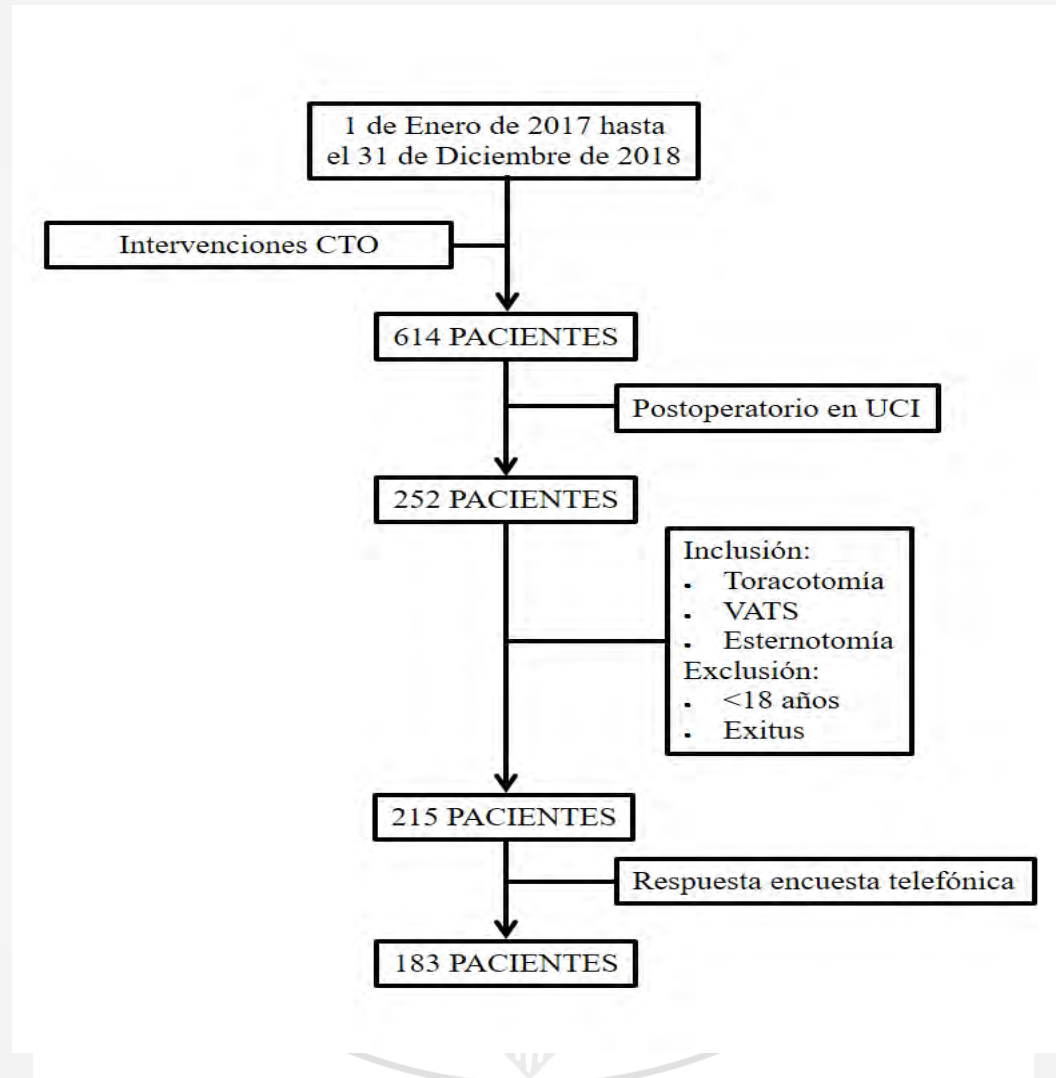 1 de Enero de 2017 hasta
el 31 de Diciembre de 2018
Intervenciones CTO
614 PACIENTES
Postoperatorio en UCI
252 PACIENTES
Inclusión:
. Toracotomía
. VATS
. Esternotomía
Exclusión:
. <18 años
. Exitus
215 PACIENTES
Respuesta encuesta telefónica
183 PACIENTES